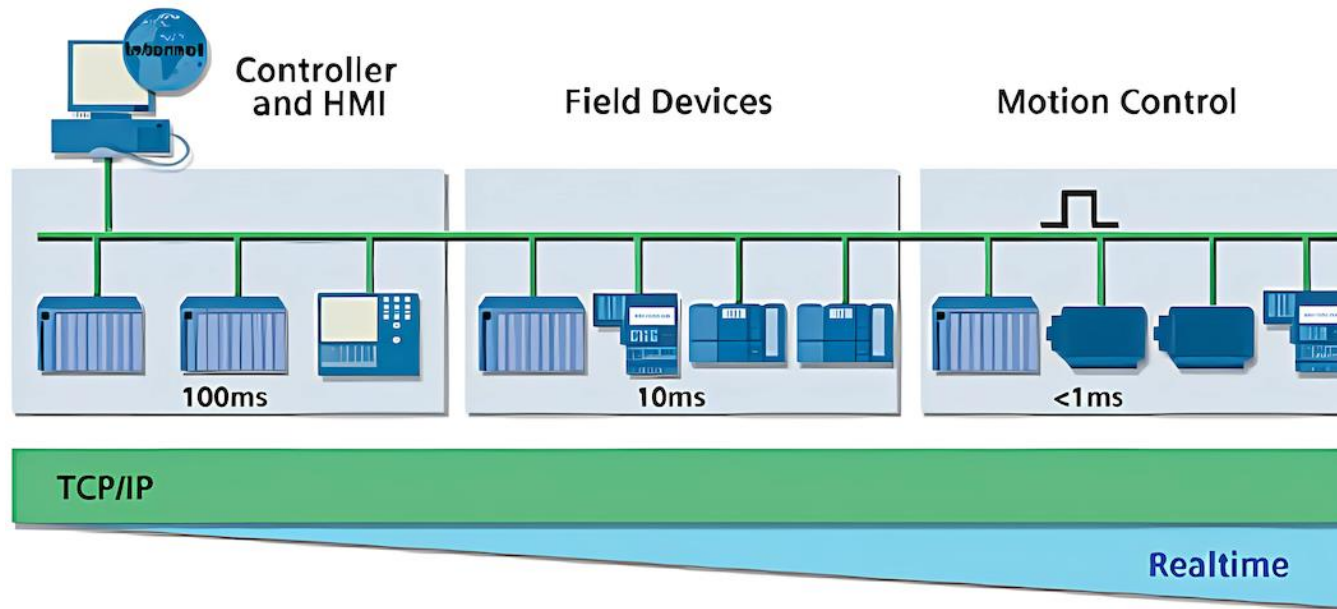 Controller
and HMI
Field Devices
Motion Control
100ms
10ms
<1ms
TCP/IP
Realtime